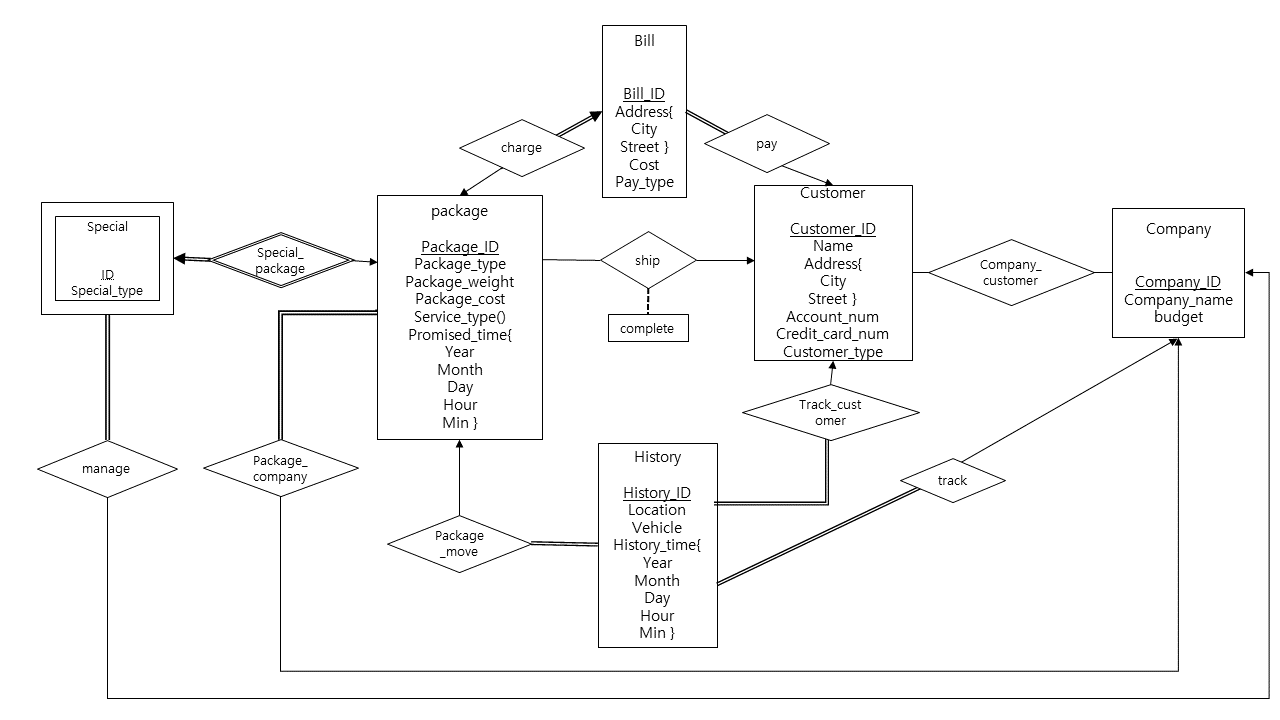 Bill
Bill_ID
Address{
City
Street }
Cost
Pay_type
charge
pay
package
Package_ID
Package_type
Package_weight
Package_cost
Service_type()
Promised_time{
Year
Month
Day
Hour
Min }
Customer
Customer_ID
Name
Address{
City
Street }
Account_num
Credit_card_num
Customer_type
Special
ID
Special_type
Special_
package
ship
complete
Company_
customer
Company
Company_ID
Company_name
budget
manage
Package_
company
Track_cust
omer
History
History_ID
Location
Vehicle
History_time{
Year
Month
Day
Hour
Min }
track
Package
_move